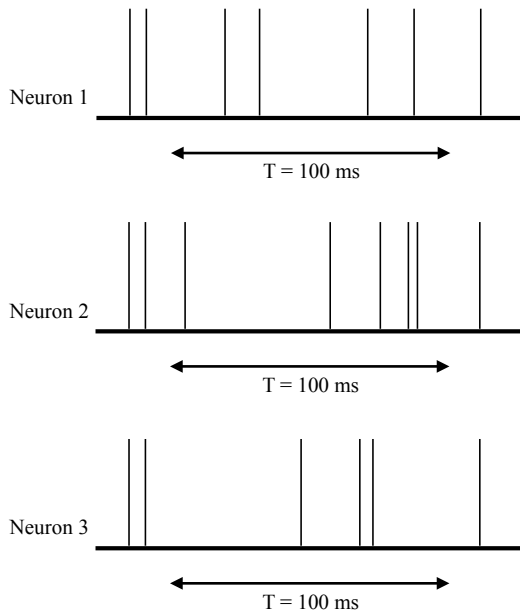 Neuron 1
T = 100 ms
Neuron 2
T = 100 ms
Neuron 3
T = 100 ms